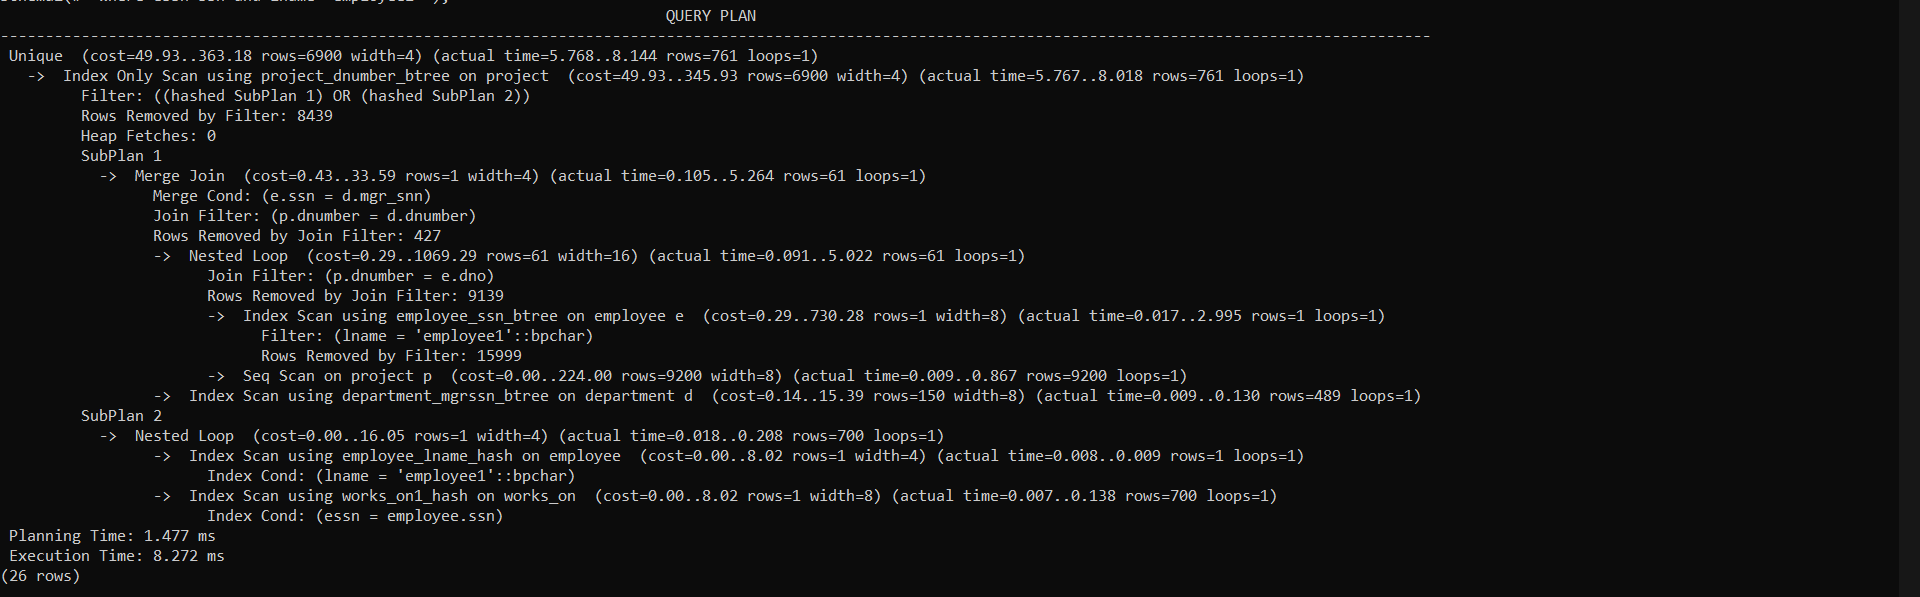 QUERY PLAN
-----------------------------------------------------------------------------------------------------------------------------------------------------------
Unique  (cost=49.93..363.18 rows=6900 width=4) (actual time=5.768..8.144 rows=761 loops=1)
  ->  Index Only Scan using project_dnumber_btree on project  (cost=49.93..345.93 rows=6900 width=4) (actual time=5.767..8.018 rows=761 loops=1)
        Filter: ((hashed SubPlan 1) OR (hashed SubPlan 2))
        Rows Removed by Filter: 8439
        Heap Fetches: 0
        SubPlan 1
          ->  Merge Join  (cost=0.43..33.59 rows=1 width=4) (actual time=0.105..5.264 rows=61 loops=1)
                Merge Cond: (e.ssn = d.mgr_snn)
                Join Filter: (p.dnumber = d.dnumber)
                Rows Removed by Join Filter: 427
                ->  Nested Loop  (cost=0.29..1069.29 rows=61 width=16) (actual time=0.091..5.022 rows=61 loops=1)
                      Join Filter: (p.dnumber = e.dno)
                      Rows Removed by Join Filter: 9139
                      ->  Index Scan using employee_ssn_btree on employee e  (cost=0.29..730.28 rows=1 width=8) (actual time=0.017..2.995 rows=1 loops=1)
                            Filter: (lname = 'employee1'::bpchar)
                            Rows Removed by Filter: 15999
                      ->  Seq Scan on project p  (cost=0.00..224.00 rows=9200 width=8) (actual time=0.009..0.867 rows=9200 loops=1)
                ->  Index Scan using department_mgrssn_btree on department d  (cost=0.14..15.39 rows=150 width=8) (actual time=0.009..0.130 rows=489 loops=1)
        SubPlan 2
          ->  Nested Loop  (cost=0.00..16.05 rows=1 width=4) (actual time=0.018..0.208 rows=700 loops=1)
                ->  Index Scan using employee_lname_hash on employee  (cost=0.00..8.02 rows=1 width=4) (actual time=0.008..0.009 rows=1 loops=1)
                      Index Cond: (lname = 'employee1'::bpchar)
                ->  Index Scan using works_on1_hash on works_on  (cost=0.00..8.02 rows=1 width=8) (actual time=0.007..0.138 rows=700 loops=1)
                      Index Cond: (essn = employee.ssn)
Planning Time: 1.477 ms
Execution Time: 8.272 ms
(26 rows)